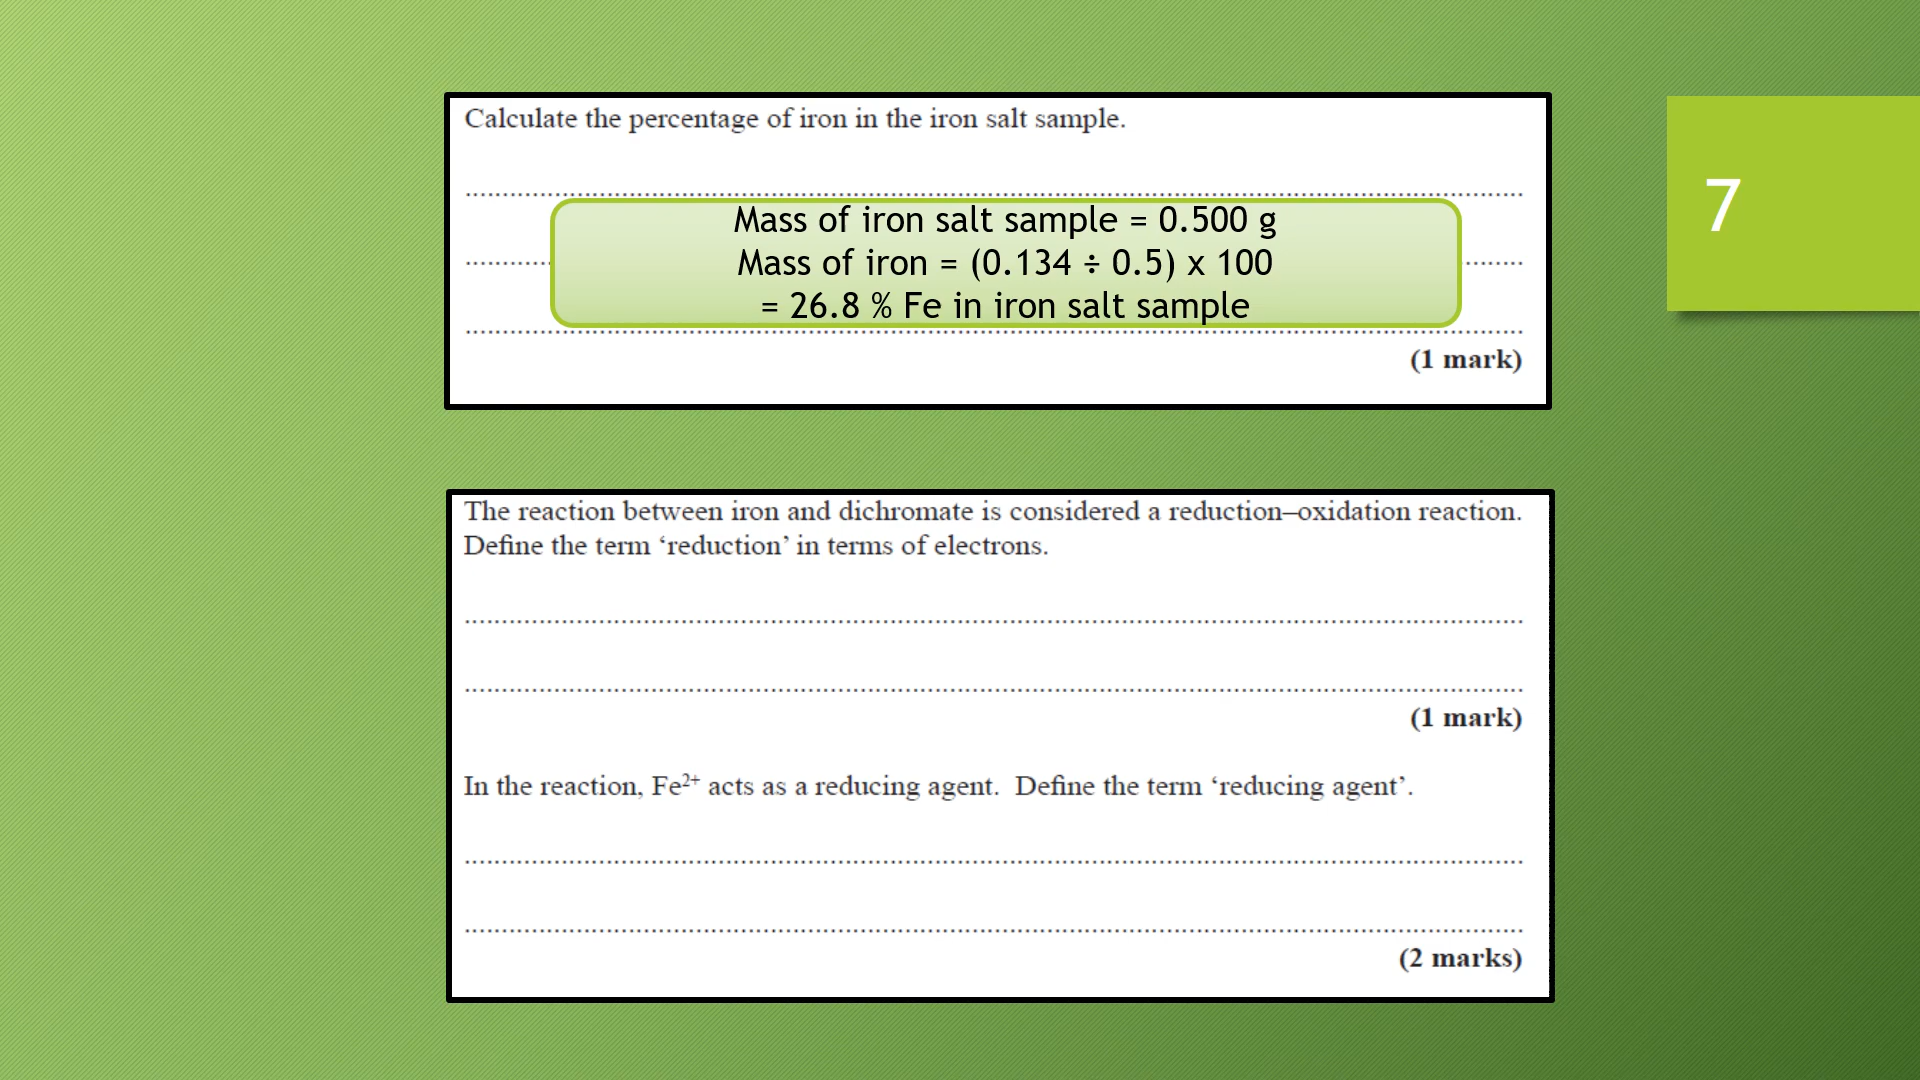 Calculate the percentage of iron in the iron salt sample.
Mass of iron salt sample = 0.500 g
Mass of iron = (0.134 ÷ 0.5) x 100
= 26.8 % Fe in iron salt sample
(1 mark)
7
The reaction between iron and dichromate is considered a reduction–oxidation reaction.
Define the term ‘reduction’ in terms of electrons.
(1 mark)
In the reaction, Fe²⁺ acts as a reducing agent.  Define the term ‘reducing agent’.
(2 marks)